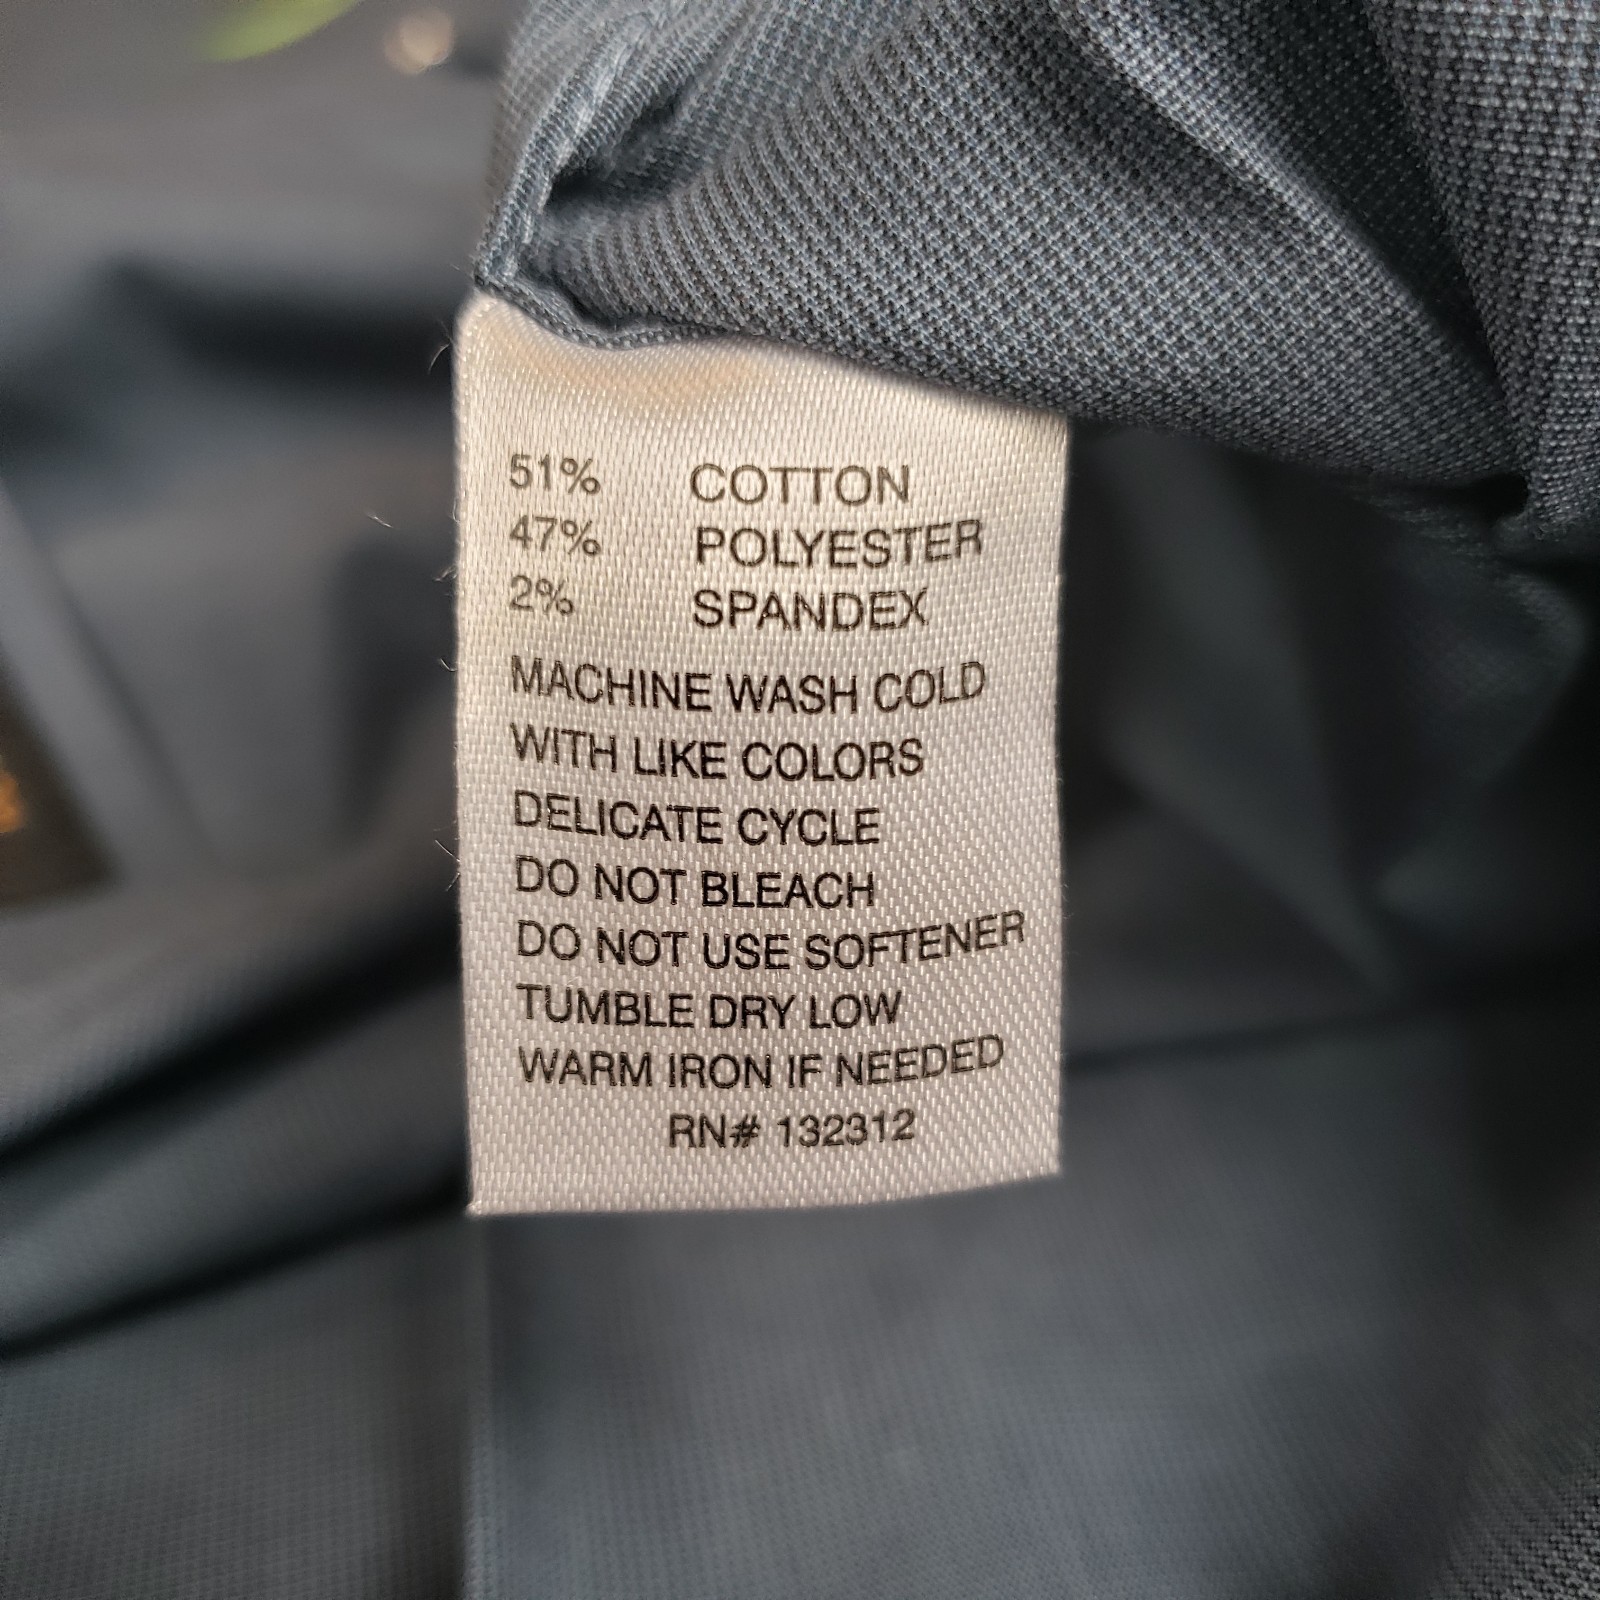 51% COTTON
47% POLYESTER
2% SPANDEX
MACHINE WASH COLD
WITH LIKE COLORS
DELICATE CYCLE
DO NOT BLEACH
DO NOT USE SOFTENER
TUMBLE DRY LOW
WARM IRON IF NEEDED
RN# 132312